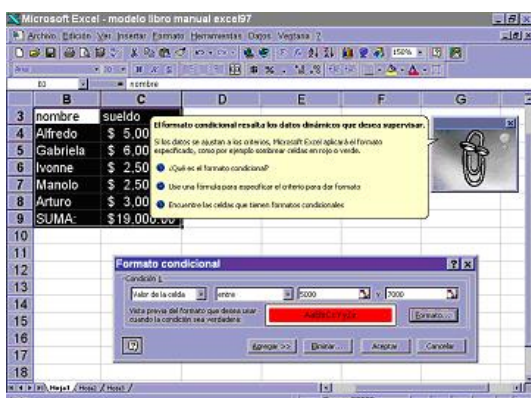 Microsoft Excel - modelo libro manual excel97
Archivo Edición Ver Insertar Formato Herramientas Datos Ventana ?
150%
B3 = nombre
B C D E F G
3 nombre sueldo
4 Alfredo $ 5,00
5 Gabriela $ 6,00
6 Ivonne $ 2,50
7 Manolo $ 2,50
8 Arturo $ 3,00
9 SUMA: $19,000.00
10
11
12
13
14
15
16
17
18
El formato condicional resalta los datos dinámicos que desea supervisar.
Si los datos se ajustan a los criterios, Microsoft Excel aplicará el formato
especificado, como por ejemplo sombrear celdas en rojo o verde.
¿Qué es el formato condicional?
Use una fórmula para especificar el criterio para dar formato
Encuentre las celdas que tienen formatos condicionales
Formato condicional
Condición 1
Valor de la celda entre 5000 y 7000
Vista previa del formato que desea usar
cuando la condición sea verdadera:
AaBbCcYyZz
Formato...
Agregar >> Eliminar... Aceptar Cancelar
Hoja1 Hoja2 Hoja3